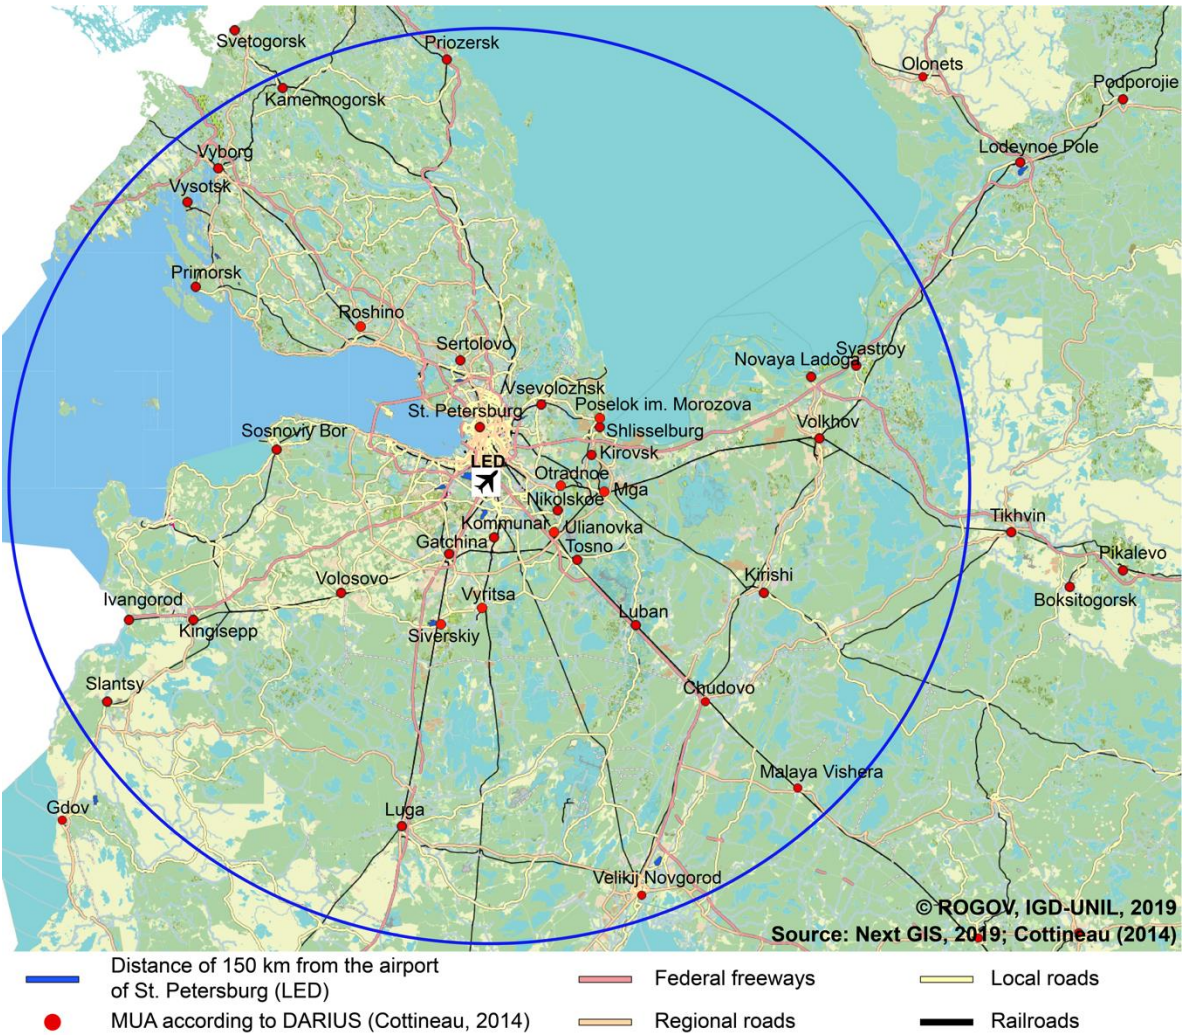 Svetogorsk
Priozersk
Olonets
Podporojie
Kamennogorsk
Lodeynoe Pole
Vyborg
Vysotsk
Primorsk
Roshino
Sertolovo
Novaya Ladoga
Syastroy
Vsevolozhsk
Poselok im. Morozova
St. Petersburg
Shlisselburg
Volkhov
Sosnoviy Bor
Kirovsk
LED
Otradnoe
Mga
Nikolskoe
Kommunar
Ulianovka
Tikhvin
Gatchina
Tosno
Pikalevo
Volosovo
Kirishi
Boksitogorsk
Ivangorod
Vyritsa
Luban
Kingisepp
Siverskiy
Slantsy
Chudovo
Malaya Vishera
Gdov
Luga
Velikij Novgorod
© ROGOV, IGD-UNIL, 2019
Source: Next GIS, 2019; Cottineau (2014)
Distance of 150 km from the airport
of St. Petersburg (LED)
Federal freeways
Local roads
MUA according to DARIUS (Cottineau, 2014)
Regional roads
Railroads